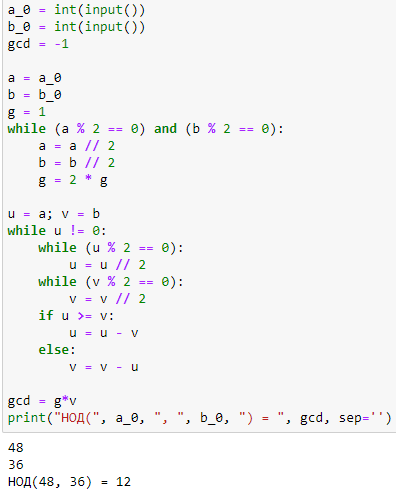 a_0 = int(input())
b_0 = int(input())
gcd = -1

a = a_0
b = b_0
g = 1
while (a % 2 == 0) and (b % 2 == 0):
    a = a // 2
    b = b // 2
    g = 2 * g

u = a; v = b
while u != 0:
    while (u % 2 == 0):
        u = u // 2
    while (v % 2 == 0):
        v = v // 2
    if u >= v:
        u = u - v
    else:
        v = v - u

gcd = g*v
print("НОД(", a_0, ", ", b_0, ") = ", gcd, sep='')
48
36
НОД(48, 36) = 12